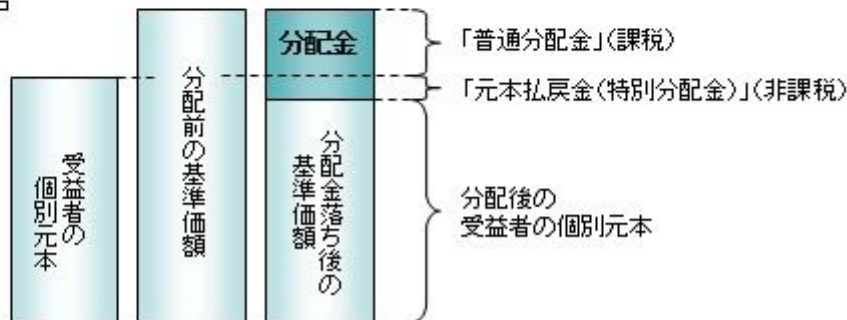 受益者の
個別元本
分配前の基準価額
分配金
分配金落ち後の
基準価額
「普通分配金」(課税)
「元本払戻金(特別分配金)」(非課税)
分配後の
受益者の個別元本